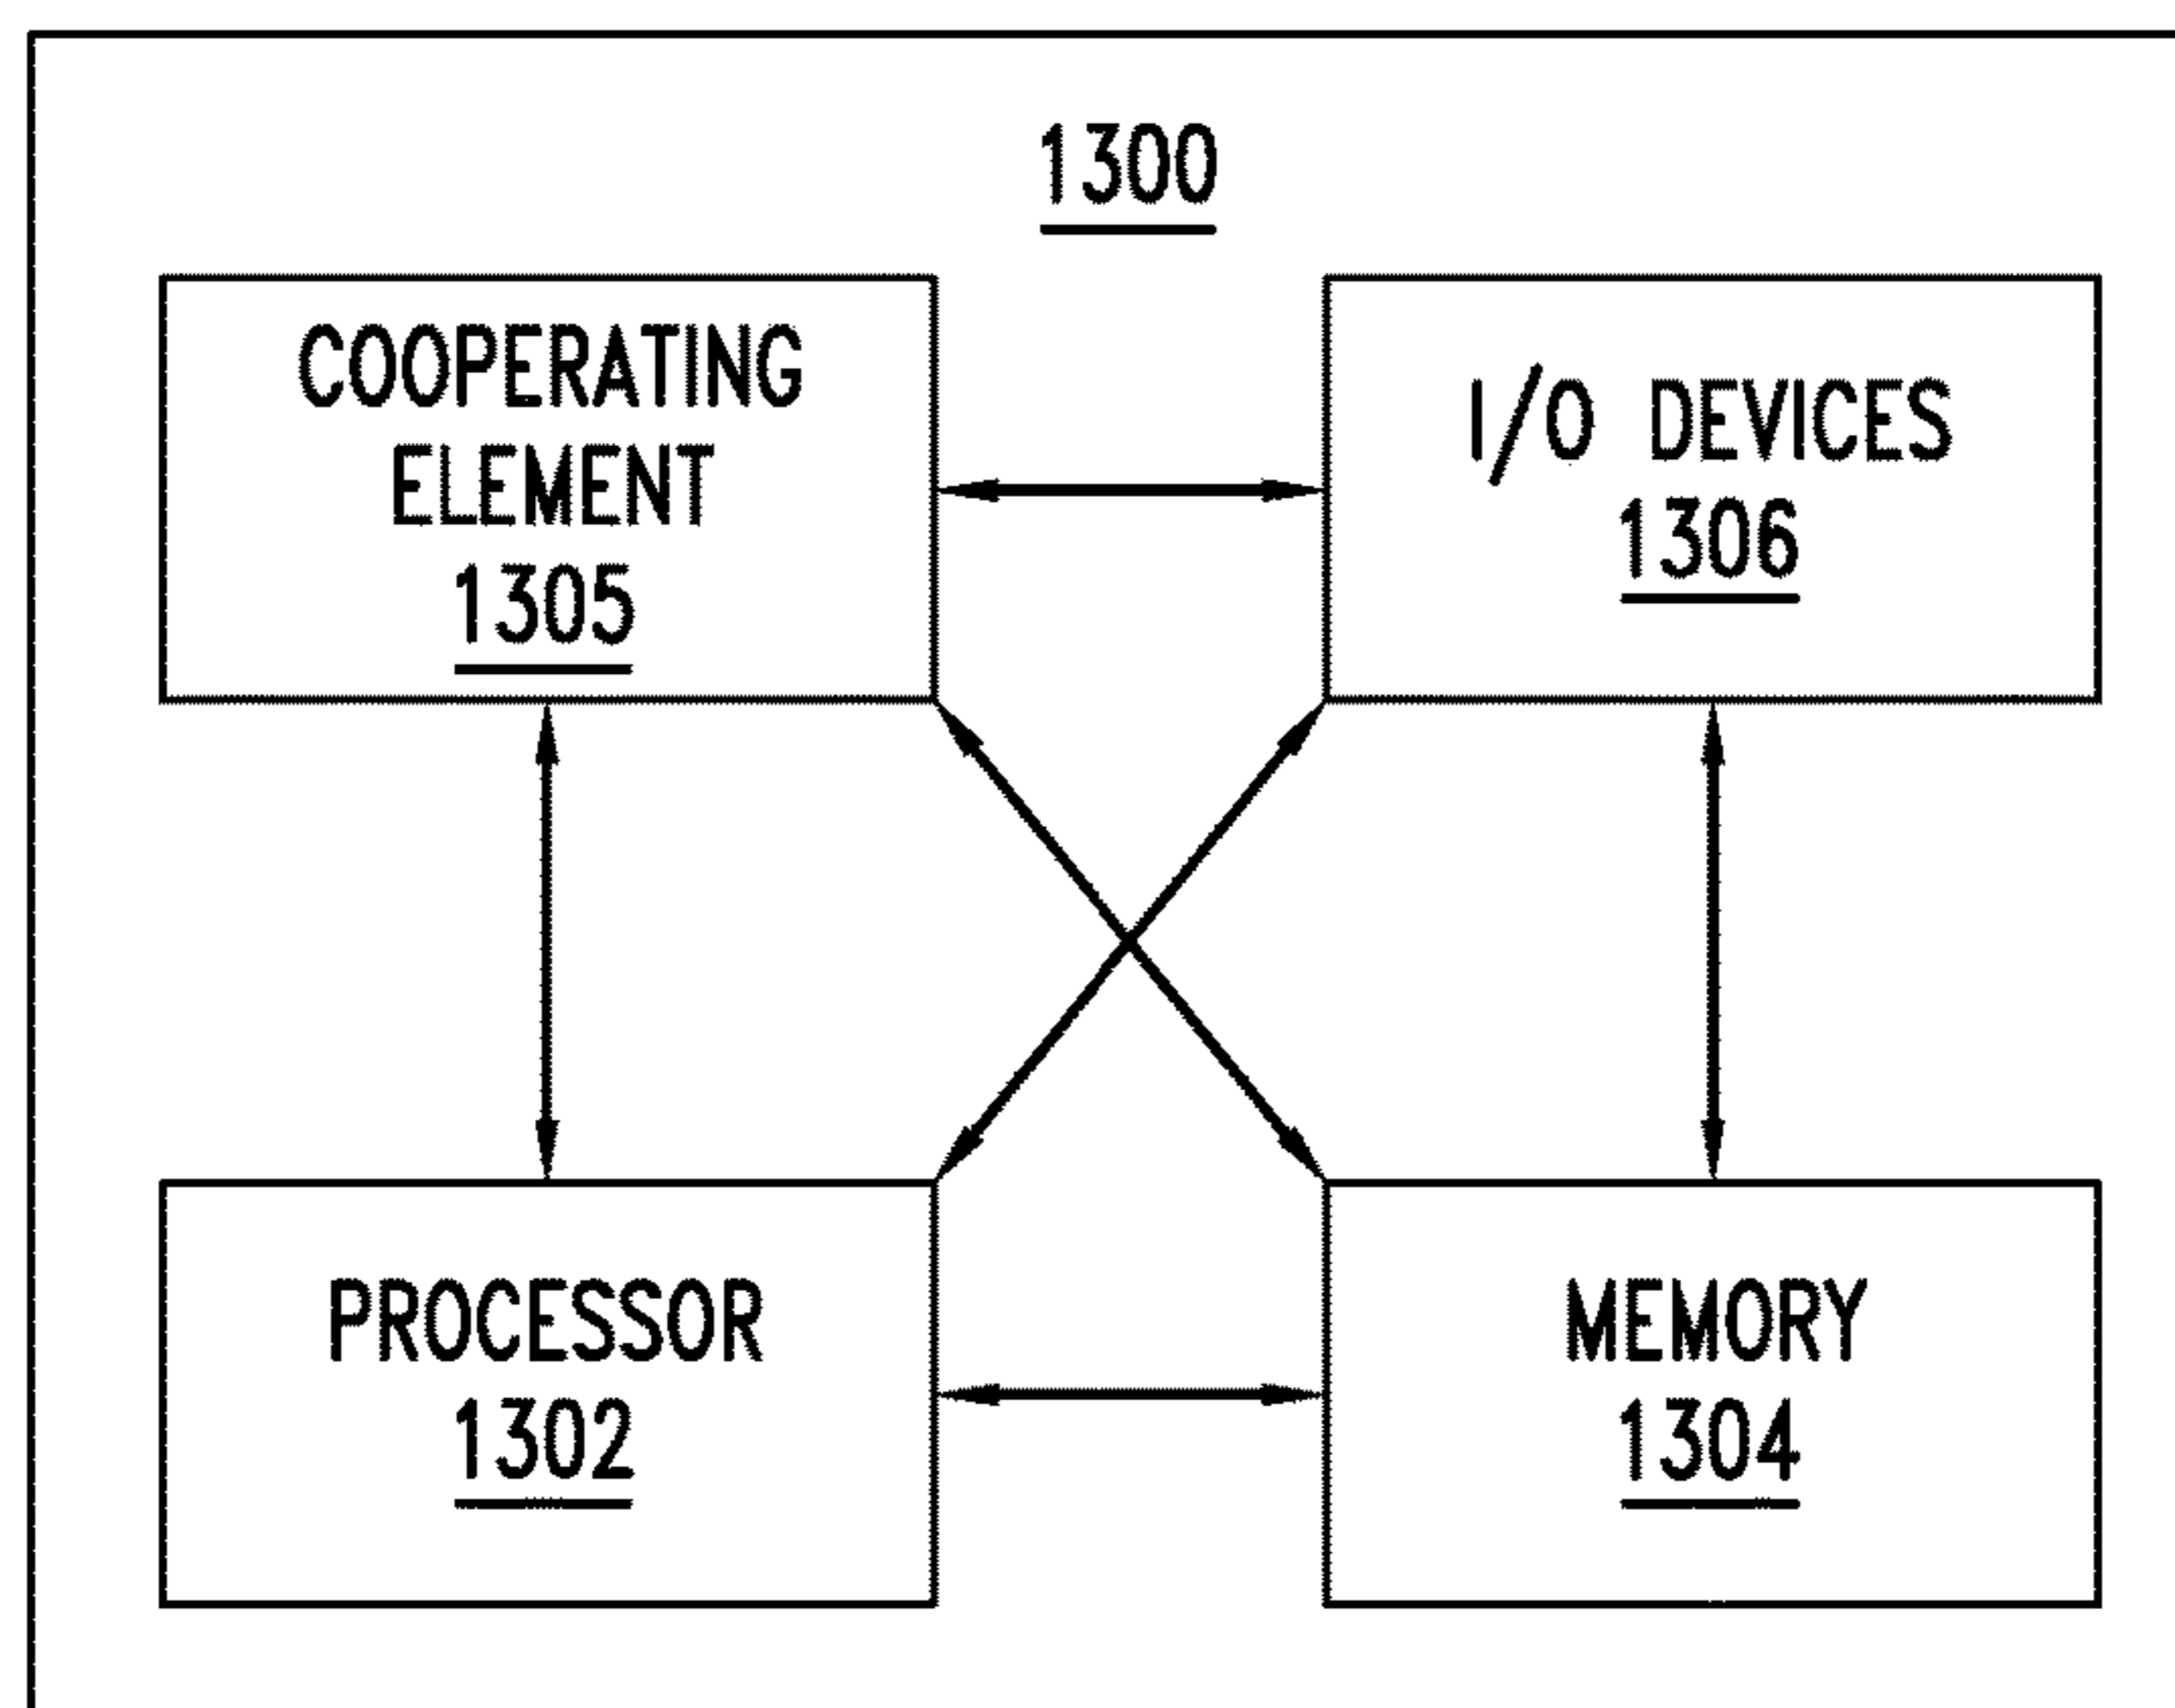 1300
COOPERATING
ELEMENT
1305
I/O DEVICES
1306
PROCESSOR
1302
MEMORY
1304